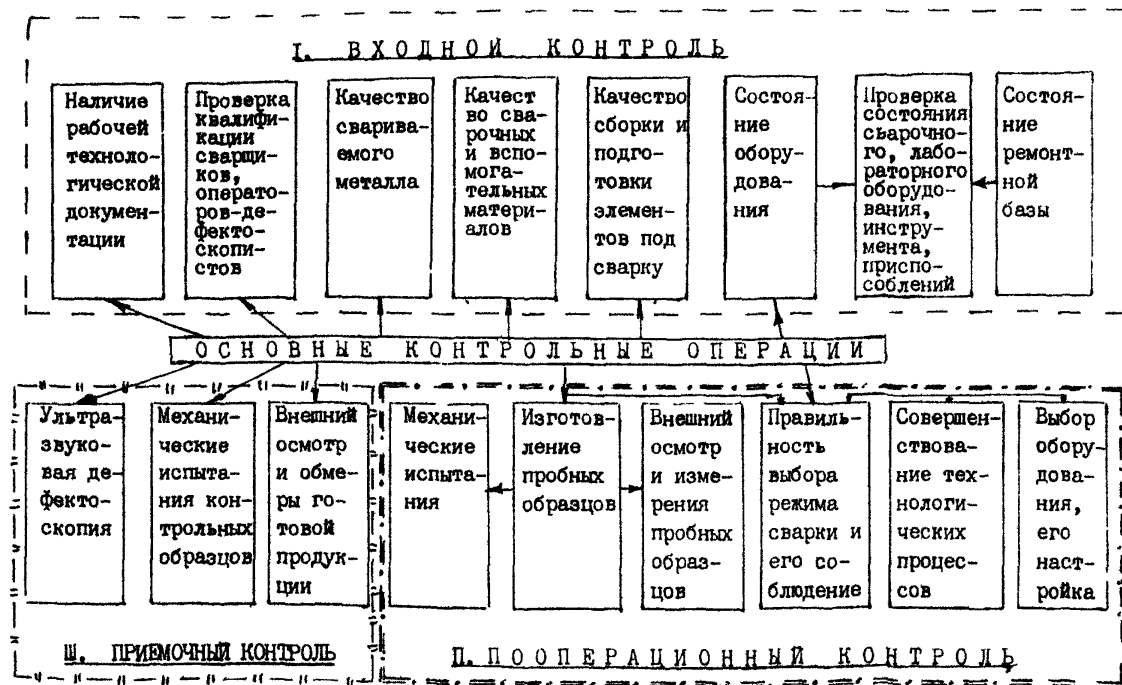 I. ВХОДНОЙ КОНТРОЛЬ
Наличие
рабочей
техноло-
гической
докумен-
тации
Проверка
квалифи-
кации
сварщи-
ков,
операто-
ров-де-
фекто-
скопи-
стов
Качество
сварива-
емого
металла
Качест
во сва-
рочных
и вспо-
мога-
тельных
матери-
алов
Качество
сборки и
подго-
товки
элемен-
тов под
сварку
Состоя-
ние
обору-
дова-
ния
Проверка
состояния
сварочно-
го, лабо-
раторного
оборудо-
вания,
инстру-
мента,
приспо-
соблений
Состоя-
ние
ремонт-
ной
базы
ОСНОВНЫЕ КОНТРОЛЬНЫЕ ОПЕРАЦИИ
Ультра-
звуко-
вая де-
фекто-
скопия
Механи-
ческие
испыта-
ния кон-
трольных
образцов
Внешний
осмотр
и обме-
ры го-
товой
продук-
ции
Механи-
ческие
испыта-
ния
Изготов-
ление
пробных
образцов
Внешний
осмотр
и изме-
рения
пробных
образ-
цов
Правиль-
ность
выбора
режима
сварки и
его со-
блюдение
Совершен-
ствова-
ние тех-
нологи-
ческих
процес-
сов
Выбор
обору-
дова-
ния,
его
наст-
ройка
Ш. ПРИЕМОЧНЫЙ КОНТРОЛЬ
П. ПООПЕРАЦИОННЫЙ КОНТРОЛЬ